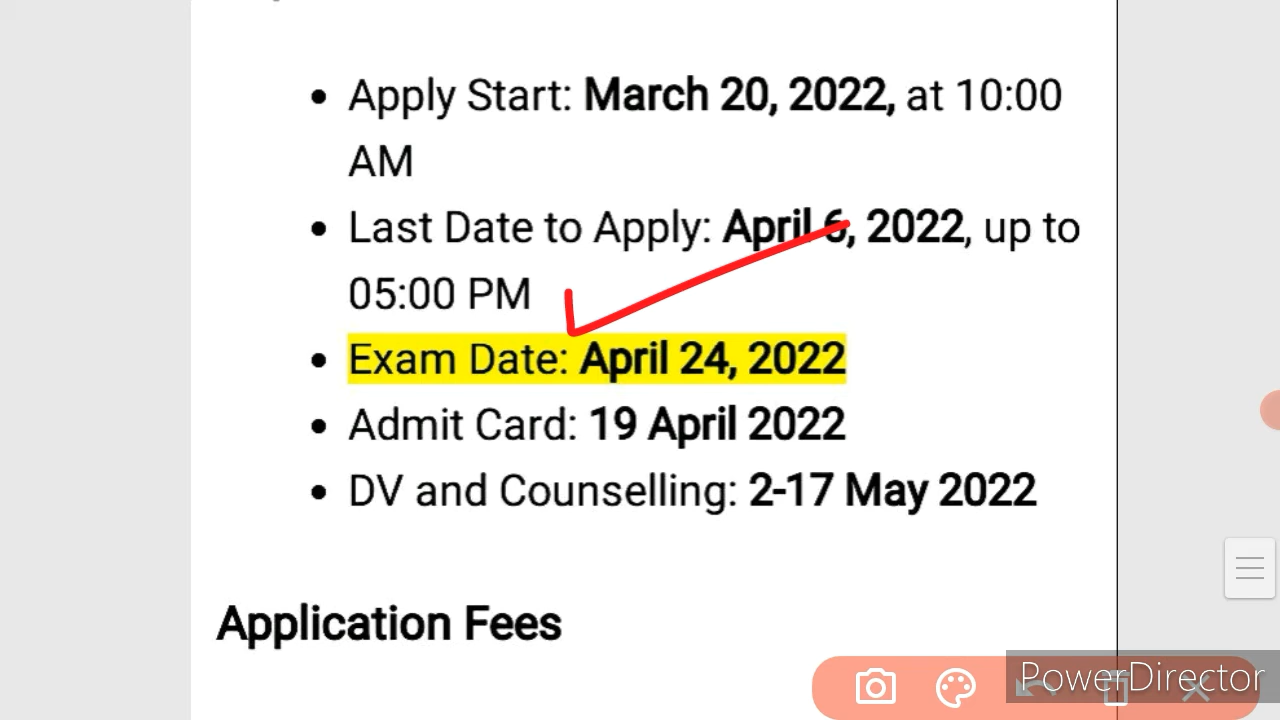 Apply Start: March 20, 2022, at 10:00
AM
Last Date to Apply: April 6, 2022, up to
05:00 PM
Exam Date: April 24, 2022
Admit Card: 19 April 2022
DV and Counselling: 2-17 May 2022
Application Fees
PowerDirector